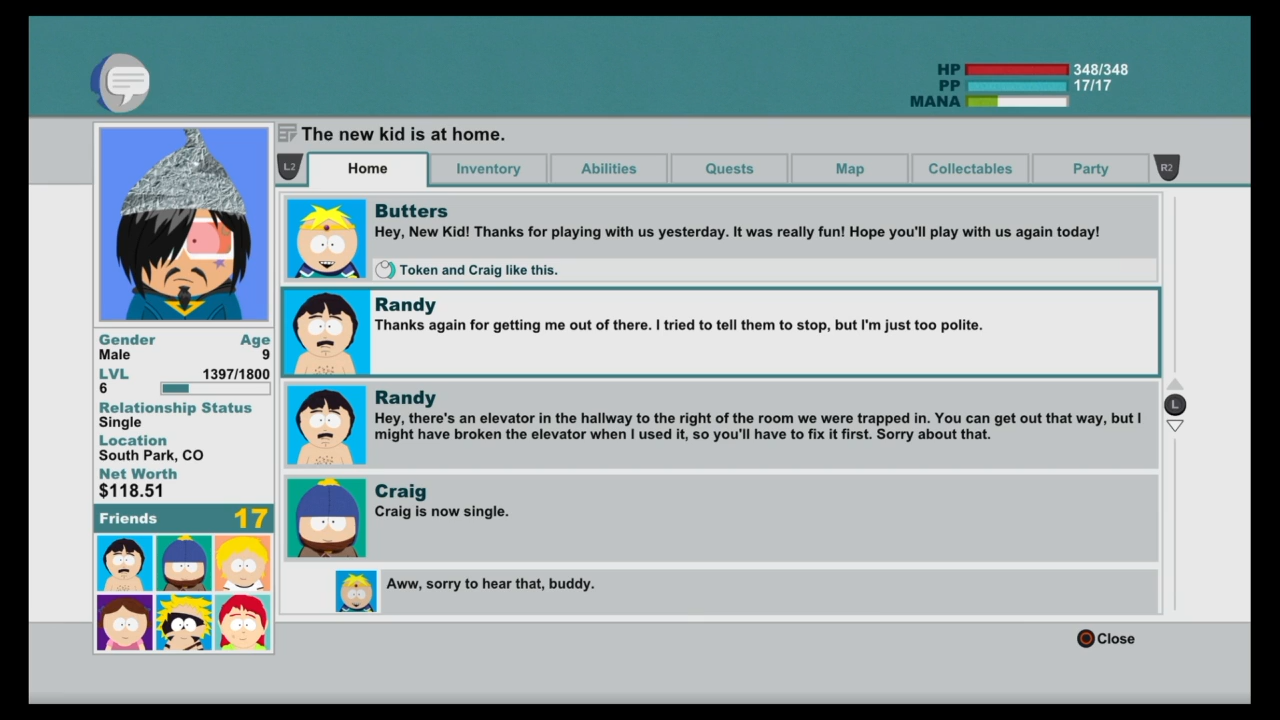 HP 348/348
PP 17/17
MANA
The new kid is at home.
L2 Home Inventory Abilities Quests Map Collectables Party R2
Butters
Hey, New Kid! Thanks for playing with us yesterday. It was really fun! Hope you'll play with us again today!
Token and Craig like this.
Randy
Thanks again for getting me out of there. I tried to tell them to stop, but I'm just too polite.
Gender Age
Male 9
LVL 1397/1800
6
Relationship Status
Single
Location
South Park, CO
Net Worth
$118.51
Friends 17
Randy
Hey, there's an elevator in the hallway to the right of the room we were trapped in. You can get out that way, but I
might have broken the elevator when I used it, so you'll have to fix it first. Sorry about that.
L
Craig
Craig is now single.
Aww, sorry to hear that, buddy.
Close